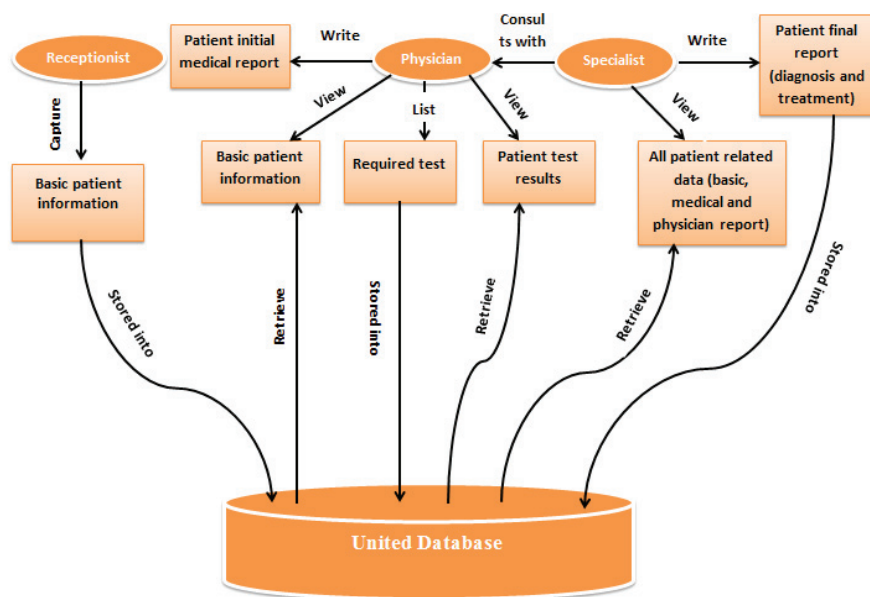 Receptionist
Patient initial
medical report
Write
Physician
Consul
ts with
Specialist
Write
Patient final
report
(diagnosis and
treatment)
Capture
View
List
View
View
Basic patient
information
Basic patient
information
Required test
Patient test
results
All patient related
data (basic,
medical and
physician report)
Stored into
Retrieve
Stored into
Retrieve
Retrieve
Stored into
United Database